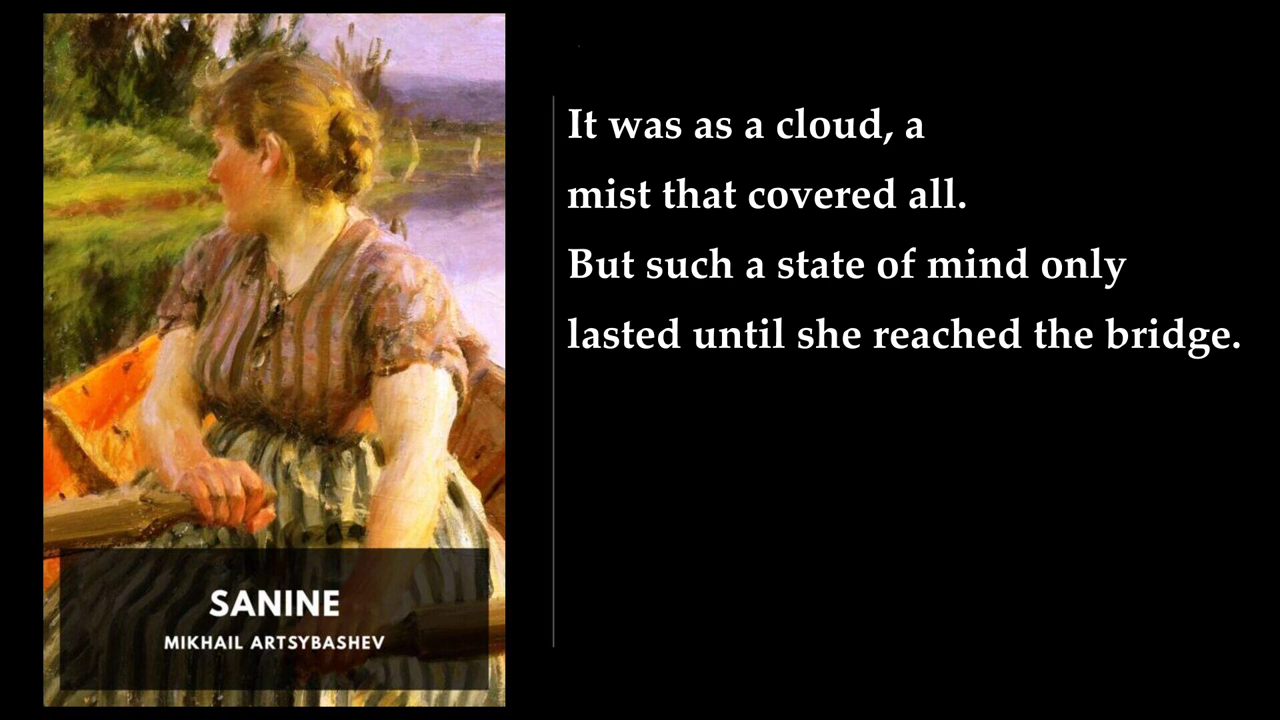 SANINE
MIKHAIL ARTSYBASHEV
It was as a cloud, a
mist that covered all.
But such a state of mind only
lasted until she reached the bridge.